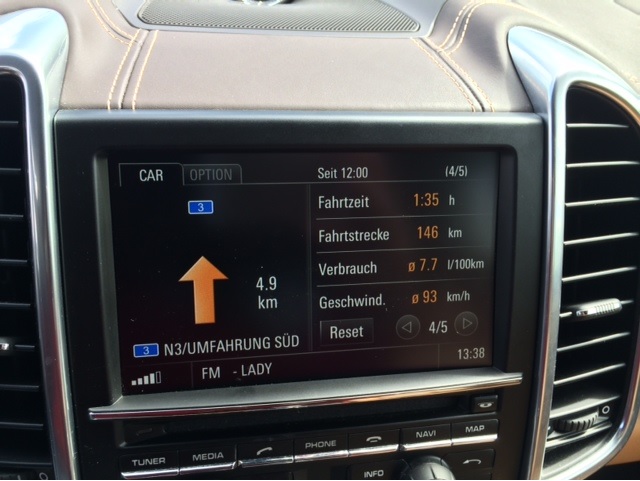 CAR OPTION Seit 12:00 (4/5)
3
4.9
km
3 N3/UMFAHRUNG SÜD
Fahrtzeit 1:35 h
Fahrtstrecke 146 km
Verbrauch ø 7.7 l/100km
Geschwind. ø 93 km/h
Reset 4/5
FM - LADY 13:38
TUNER MEDIA PHONE NAVI MAP
INFO